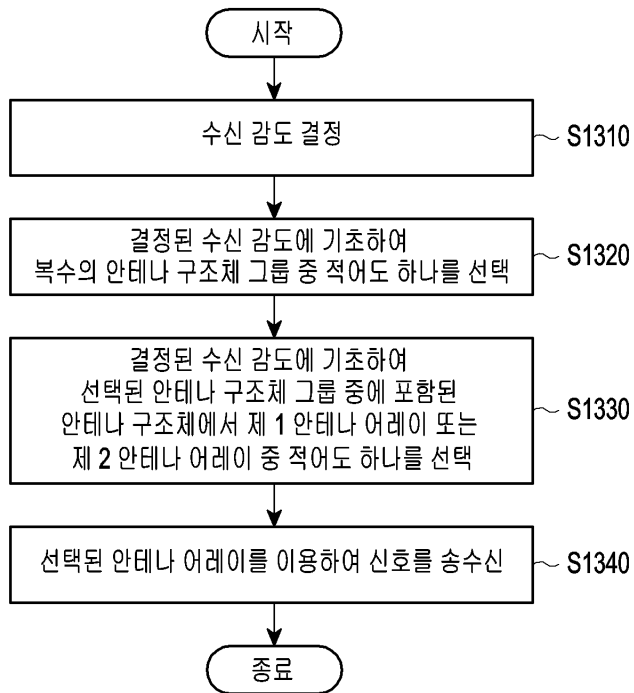 시작
수신 감도 결정
S1310
결정된 수신 감도에 기초하여
복수의 안테나 구조체 그룹 중 적어도 하나를 선택
S1320
결정된 수신 감도에 기초하여
선택된 안테나 구조체 그룹 중에 포함된
안테나 구조체에서 제 1 안테나 어레이 또는
제 2 안테나 어레이 중 적어도 하나를 선택
S1330
선택된 안테나 어레이를 이용하여 신호를 송수신
S1340
종료